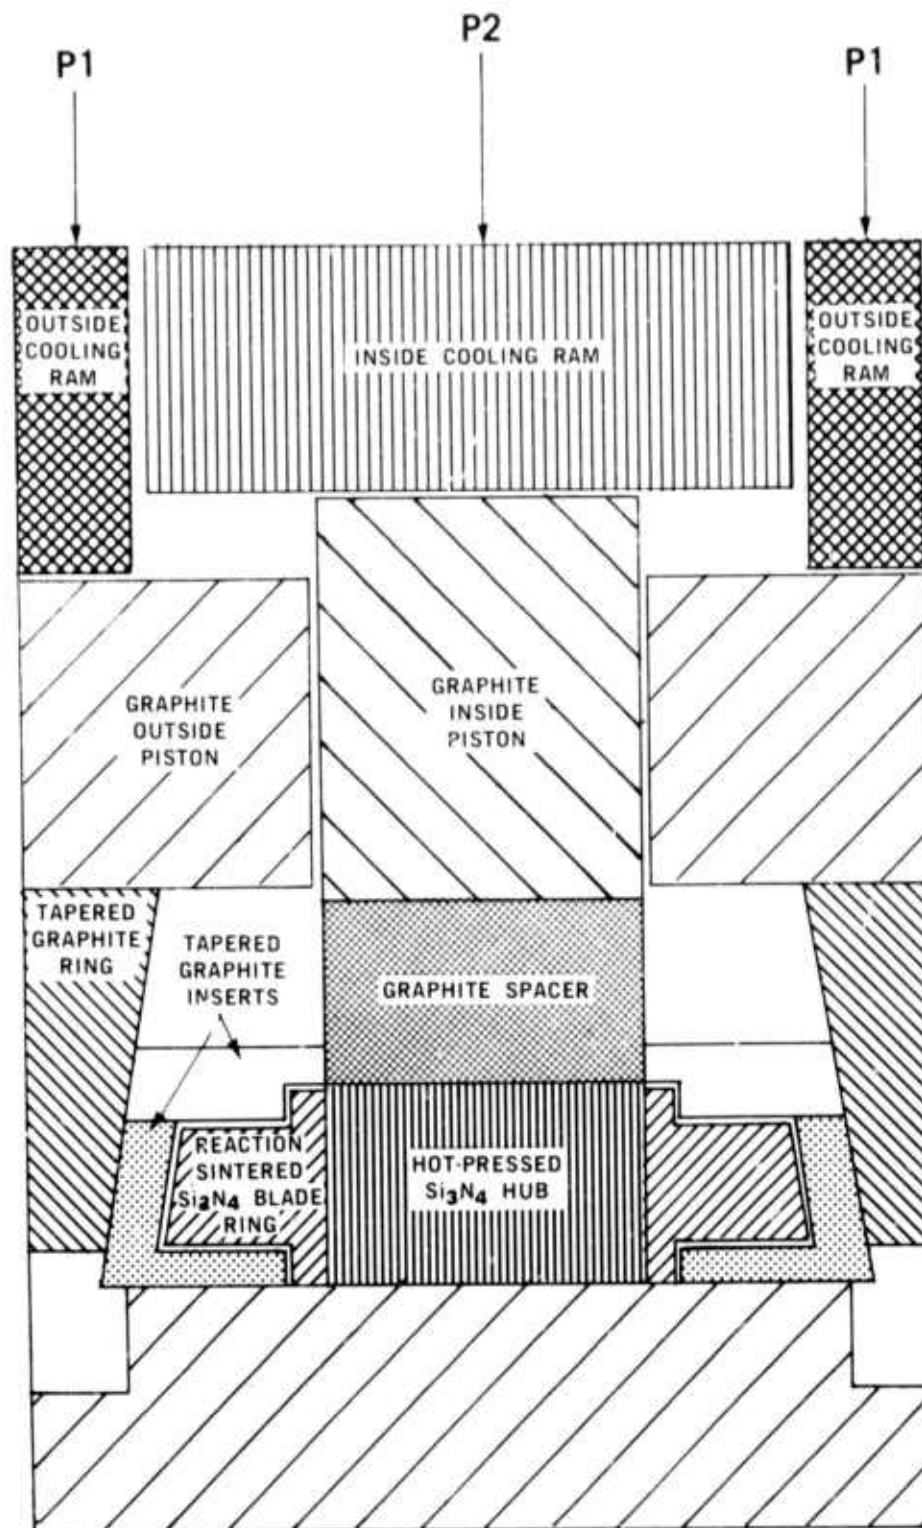 P1
P2
P1
OUTSIDE
COOLING
RAM
INSIDE COOLING RAM
OUTSIDE
COOLING
RAM
GRAPHITE
OUTSIDE
PISTON
GRAPHITE
INSIDE
PISTON
TAPERED
GRAPHITE
RING
TAPERED
GRAPHITE
INSERTS
GRAPHITE SPACER
REACTION
SINTERED
Si3N4 BLADE
RING
HOT-PRESSED
Si3N4 HUB